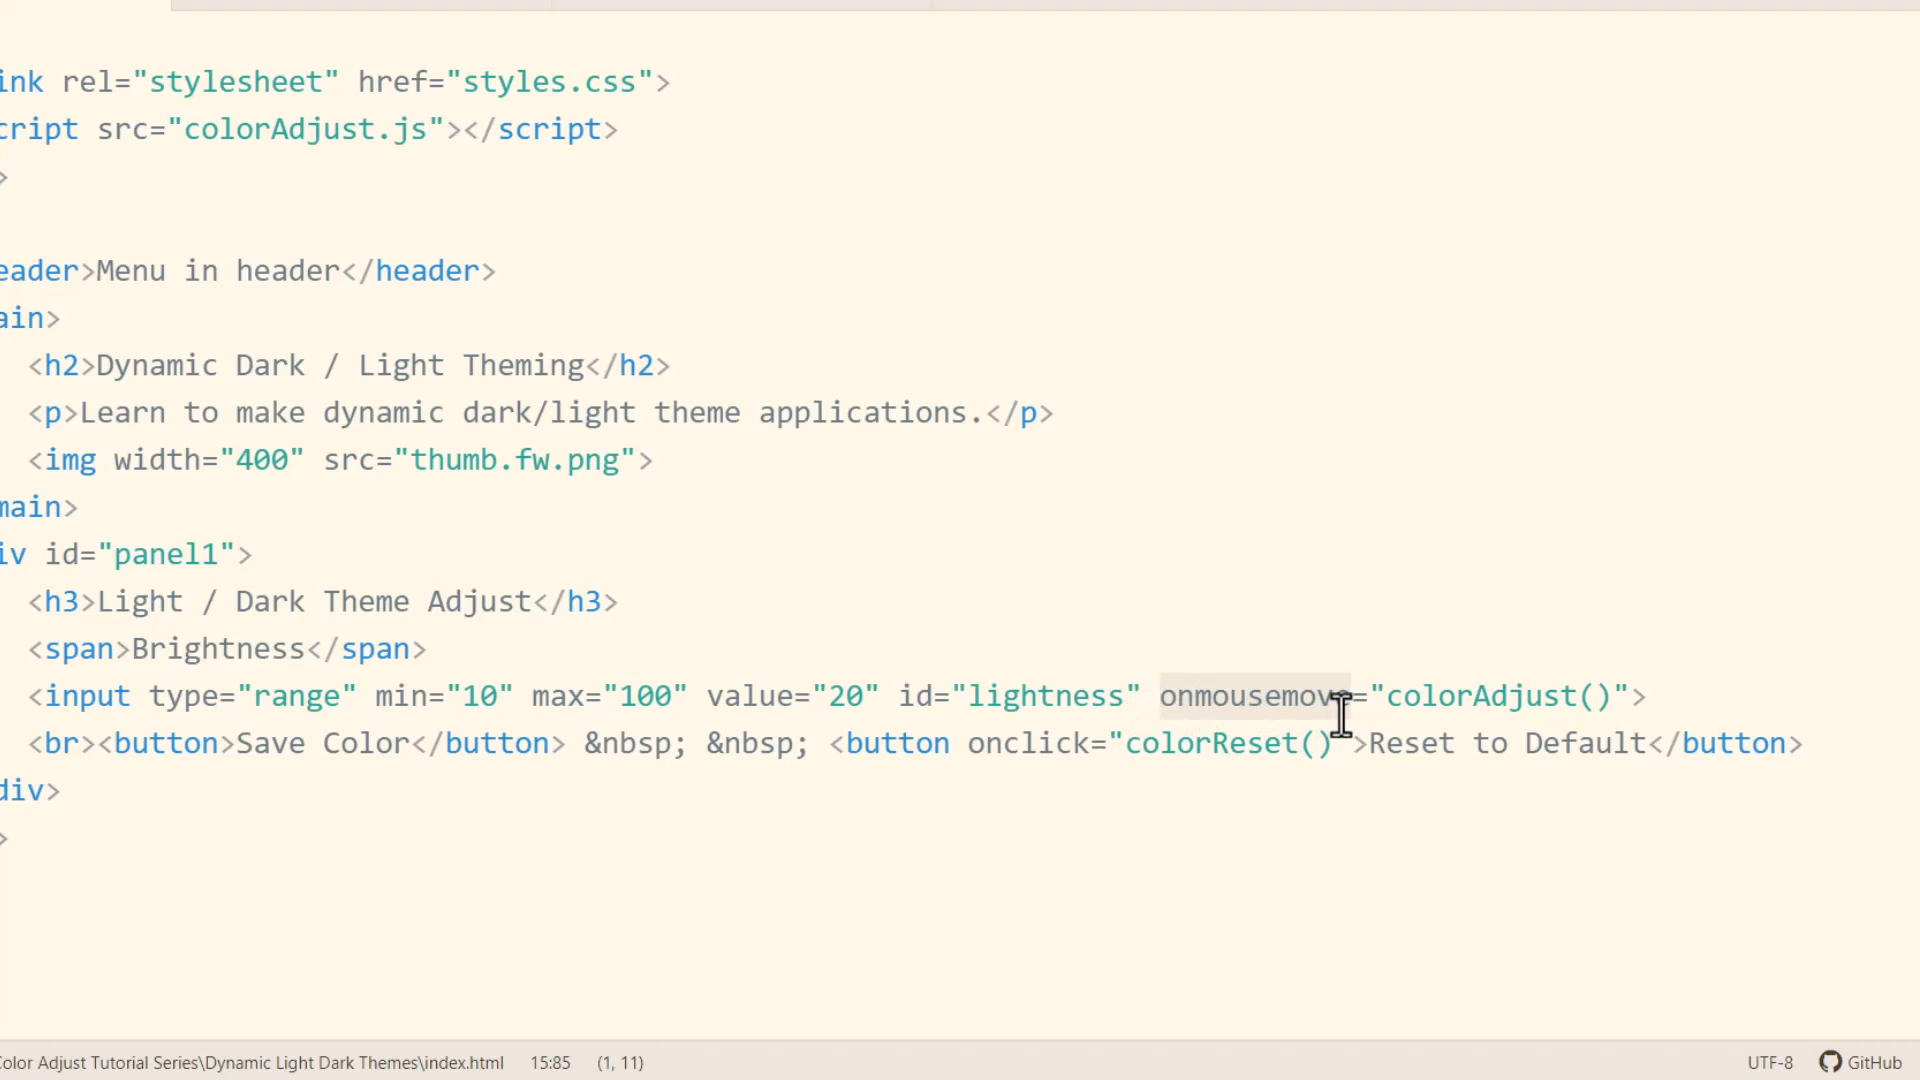 ink rel="stylesheet" href="styles.css">
cript src="colorAdjust.js"></script>
>
eader>Menu in header</header>
ain>
<h2>Dynamic Dark / Light Theming</h2>
<p>Learn to make dynamic dark/light theme applications.</p>
<img width="400" src="thumb.fw.png">
main>
iv id="panel1">
<h3>Light / Dark Theme Adjust</h3>
<span>Brightness</span>
<input type="range" min="10" max="100" value="20" id="lightness" onmousemove="colorAdjust()">
<br><button>Save Color</button> &nbsp; &nbsp; <button onclick="colorReset()">Reset to Default</button>
div>
>
Color Adjust Tutorial Series\Dynamic Light Dark Themes\index.html 15:85 (1, 11) UTF-8 GitHub